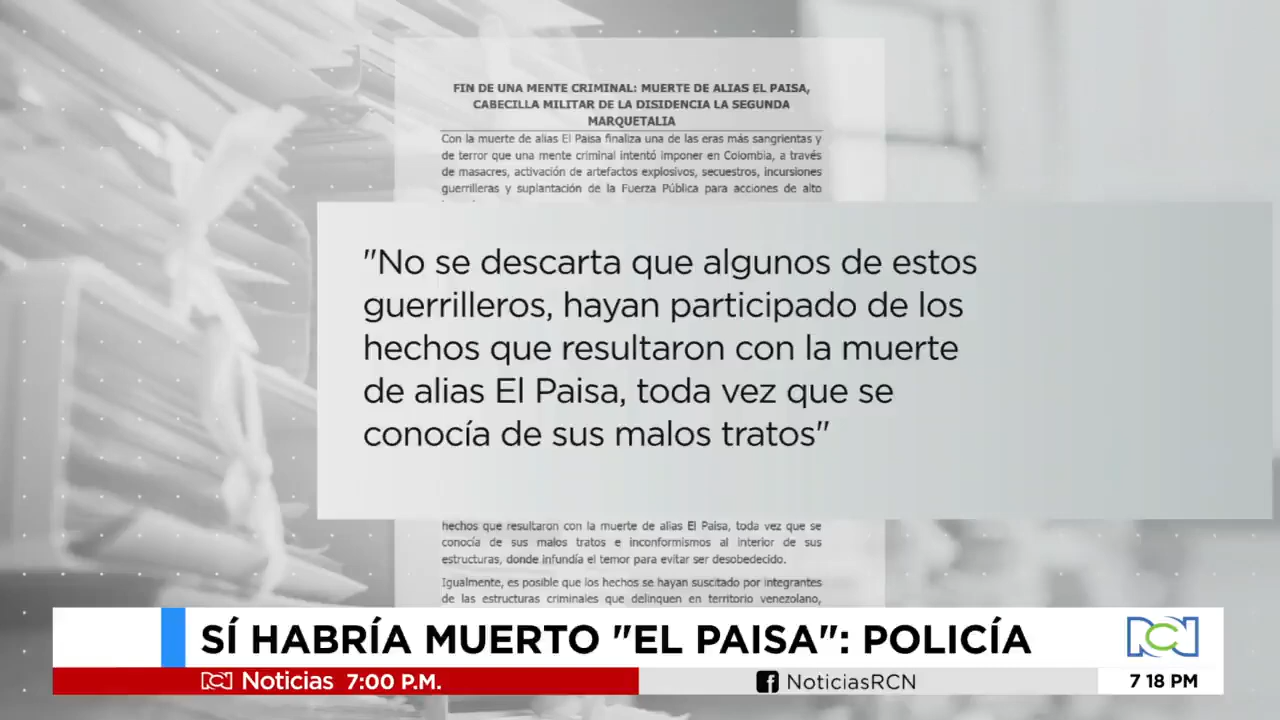 FIN DE UNA MENTE CRIMINAL: MUERTE DE ALIAS EL PAISA,
CABECILLA MILITAR DE LA DISIDENCIA LA SEGUNDA
MARQUETALIA
Con la muerte de alias El Paisa finaliza una de las eras más sangrientas y
de terror que una mente criminal intentó imponer en Colombia, a través
de masacres, activación de artefactos explosivos, secuestros, incursiones
guerrilleras y suplantación de la Fuerza Pública para acciones de alto
"No se descarta que algunos de estos
guerrilleros, hayan participado de los
hechos que resultaron con la muerte
de alias El Paisa, toda vez que se
conocía de sus malos tratos"
hechos que resultaron con la muerte de alias El Paisa, toda vez que se
conocía de sus malos tratos e inconformismos al interior de sus
estructuras, donde infundía el temor para evitar ser desobedecido.
Igualmente, es posible que los hechos se hayan suscitado por integrantes
de las estructuras criminales que delinquen en territorio venezolano,
SÍ HABRÍA MUERTO "EL PAISA": POLICÍA
RCN
RCN Noticias 7:00 P.M.
NoticiasRCN
7 18 PM